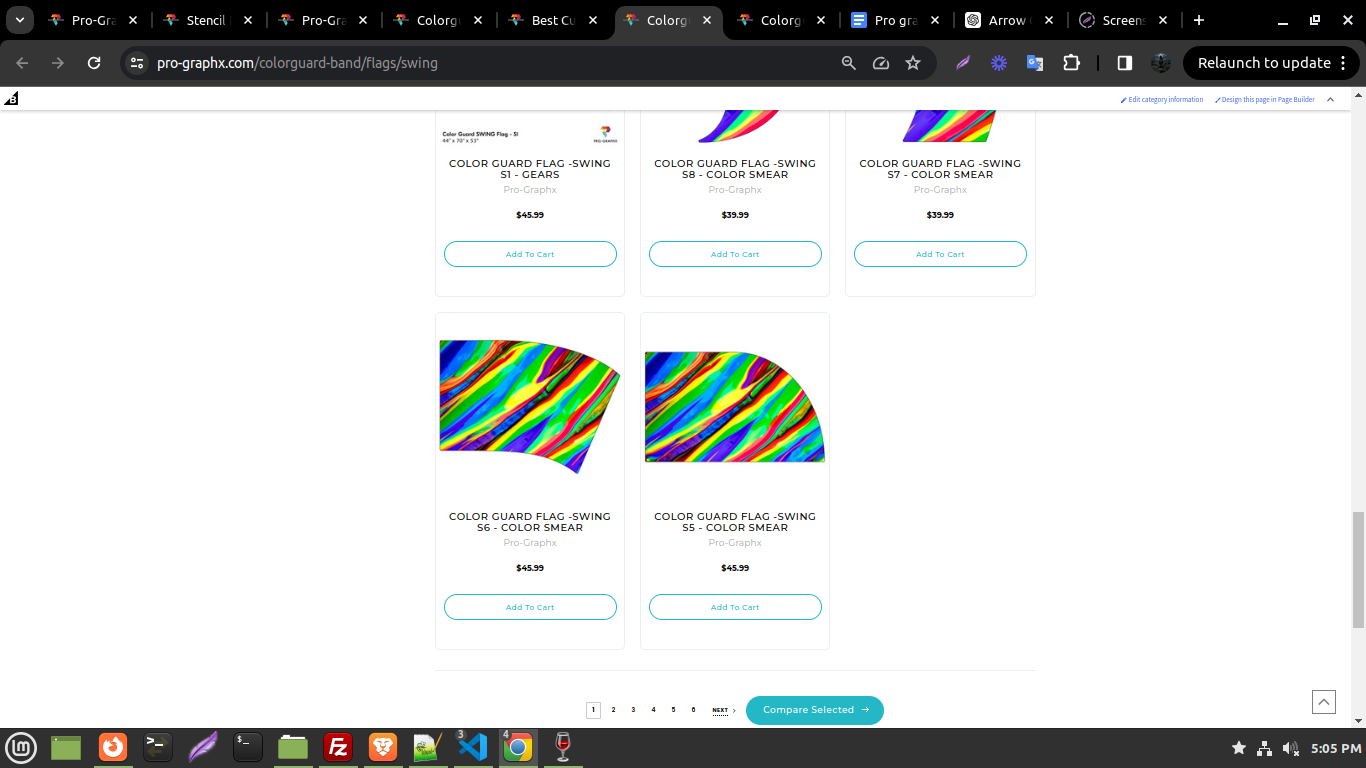 Pro-Gra
Stencil
Pro-Gra
Colorgu
Best Cu
Colorgu
Colorgu
Pro gra
Arrow
Screens
pro-graphx.com/colorguard-band/flags/swing
Relaunch to update
Edit category information
Design this page in Page Builder
Color Guard SWING Flag - S1
44" x 70" x 53"
PRO-GRAPHX
COLOR GUARD FLAG -SWING
S1 - GEARS
Pro-Graphx
$45.99
Add To Cart
COLOR GUARD FLAG -SWING
S8 - COLOR SMEAR
Pro-Graphx
$39.99
Add To Cart
COLOR GUARD FLAG -SWING
S7 - COLOR SMEAR
Pro-Graphx
$39.99
Add To Cart
COLOR GUARD FLAG -SWING
S6 - COLOR SMEAR
Pro-Graphx
$45.99
Add To Cart
COLOR GUARD FLAG -SWING
S5 - COLOR SMEAR
Pro-Graphx
$45.99
Add To Cart
1 2 3 4 5 6 NEXT
Compare Selected
3
4
5:05 PM